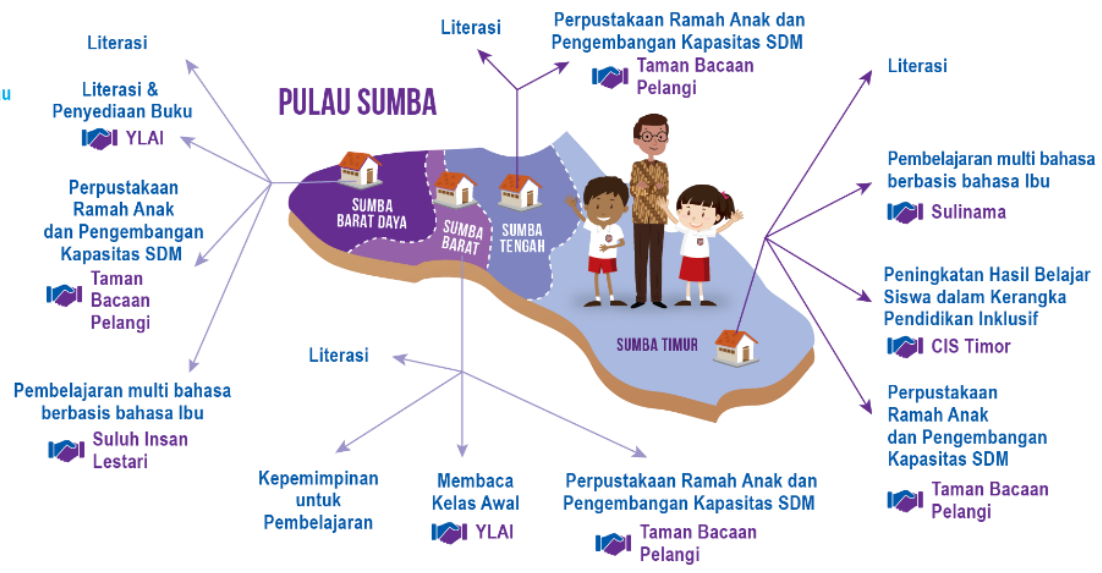 PULAU SUMBA
u
Literasi
Literasi &
Penyediaan Buku
YLAI
Perpustakaan
Ramah Anak
dan Pengembangan
Kapasitas SDM
Taman
Bacaan
Pelangi
Pembelajaran multi bahasa
berbasis bahasa Ibu
Suluh Insan
Lestari
SUMBA
BARAT DAYA
SUMBA
BARAT
SUMBA
TENGAH
SUMBA TIMUR
Literasi
Perpustakaan Ramah Anak dan
Pengembangan Kapasitas SDM
Taman Bacaan
Pelangi
Literasi
Kepemimpinan
untuk
Pembelajaran
Membaca
Kelas Awal
YLAI
Perpustakaan Ramah Anak dan
Pengembangan Kapasitas SDM
Taman Bacaan
Pelangi
Literasi
Pembelajaran multi bahasa
berbasis bahasa Ibu
Sulinama
Peningkatan Hasil Belajar
Siswa dalam Kerangka
Pendidikan Inklusif
CIS Timor
Perpustakaan
Ramah Anak
dan Pengembangan
Kapasitas SDM
Taman Bacaan
Pelangi